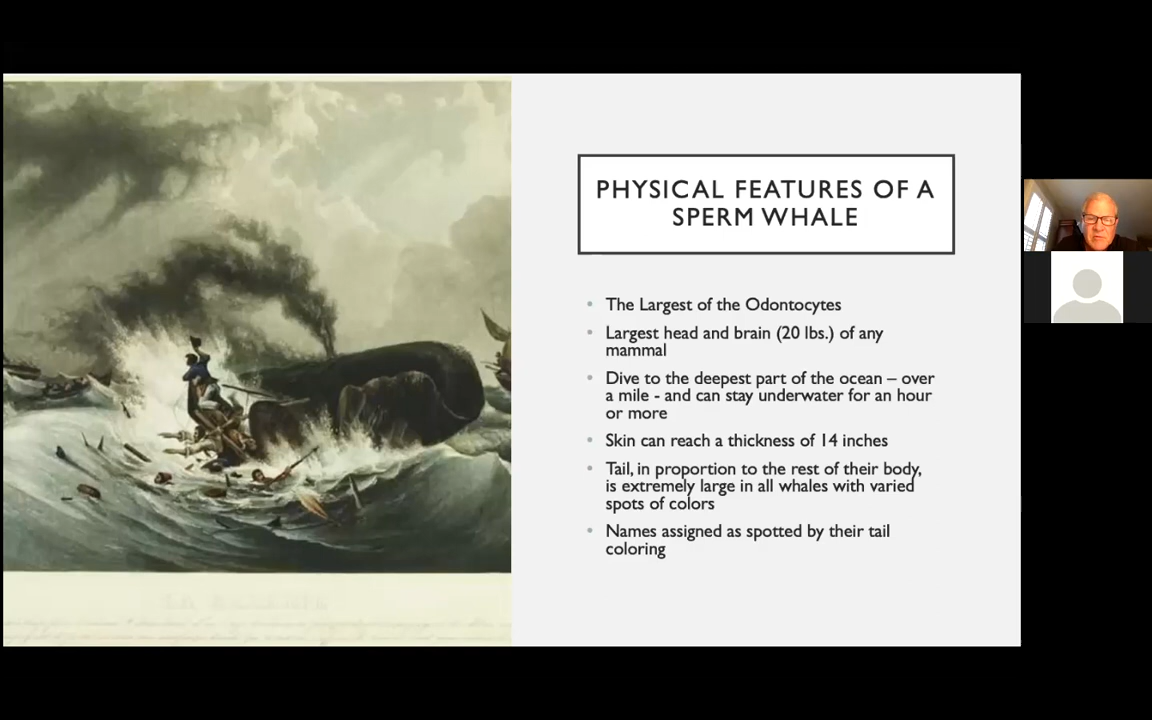 PHYSICAL FEATURES OF A
SPERM WHALE
The Largest of the Odontocytes
Largest head and brain (20 lbs.) of any
mammal
Dive to the deepest part of the ocean – over
a mile - and can stay underwater for an hour
or more
Skin can reach a thickness of 14 inches
Tail, in proportion to the rest of their body,
is extremely large in all whales with varied
spots of colors
Names assigned as spotted by their tail
coloring